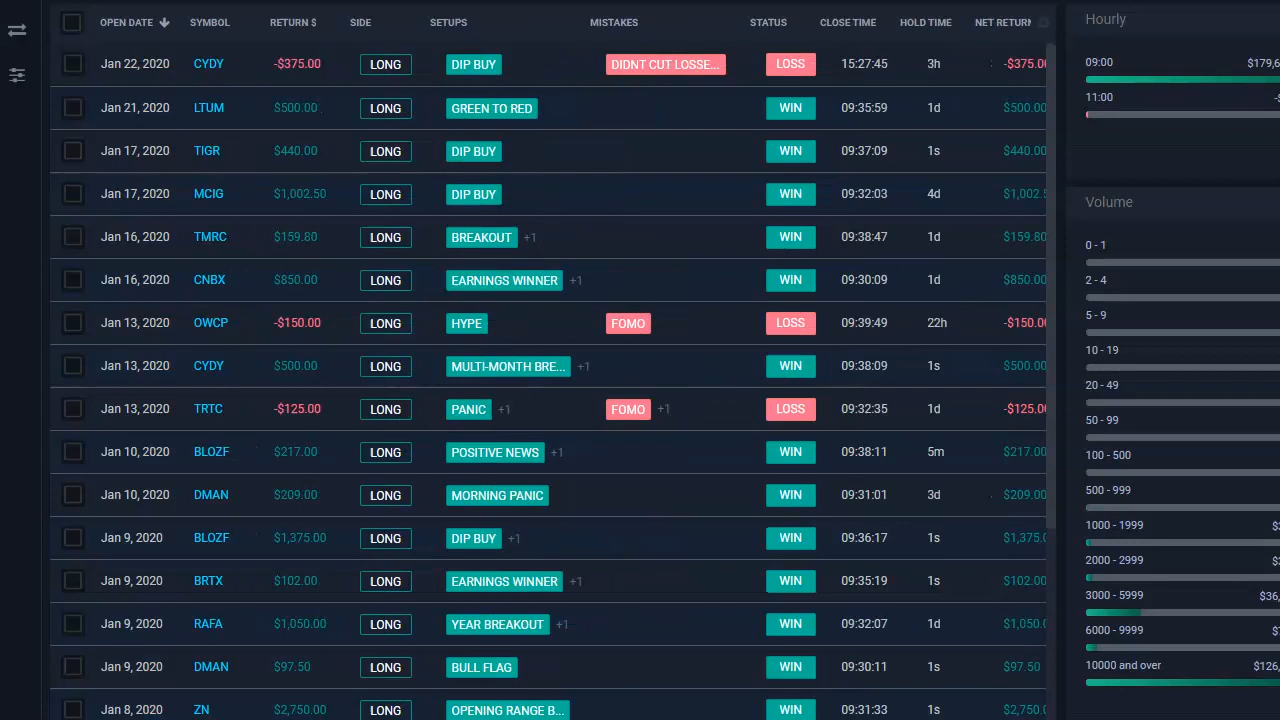 OPEN DATE SYMBOL RETURN $ SIDE SETUPS MISTAKES STATUS CLOSE TIME HOLD TIME NET RETURN
Jan 22, 2020 CYDY -$375.00 LONG DIP BUY DIDNT CUT LOSSE... LOSS 15:27:45 3h -$375.00
Jan 21, 2020 LTUM $500.00 LONG GREEN TO RED WIN 09:35:59 1d $500.00
Jan 17, 2020 TIGR $440.00 LONG DIP BUY WIN 09:37:09 1s $440.00
Jan 17, 2020 MCIG $1,002.50 LONG DIP BUY WIN 09:32:03 4d $1,002.5
Jan 16, 2020 TMRC $159.80 LONG BREAKOUT +1 WIN 09:38:47 1d $159.80
Jan 16, 2020 CNBX $850.00 LONG EARNINGS WINNER +1 WIN 09:30:09 1d $850.00
Jan 13, 2020 OWCP -$150.00 LONG HYPE FOMO LOSS 09:39:49 22h -$150.00
Jan 13, 2020 CYDY $500.00 LONG MULTI-MONTH BRE... +1 WIN 09:38:09 1s $500.00
Jan 13, 2020 TRTC -$125.00 LONG PANIC +1 FOMO +1 LOSS 09:32:35 1d -$125.00
Jan 10, 2020 BLOZF $217.00 LONG POSITIVE NEWS +1 WIN 09:38:11 5m $217.00
Jan 10, 2020 DMAN $209.00 LONG MORNING PANIC WIN 09:31:01 3d $209.00
Jan 9, 2020 BLOZF $1,375.00 LONG DIP BUY +1 WIN 09:36:17 1s $1,375.0
Jan 9, 2020 BRTX $102.00 LONG EARNINGS WINNER +1 WIN 09:35:19 1s $102.00
Jan 9, 2020 RAFA $1,050.00 LONG YEAR BREAKOUT +1 WIN 09:32:07 1d $1,050.0
Jan 9, 2020 DMAN $97.50 LONG BULL FLAG WIN 09:30:11 1s $97.50
Jan 8, 2020 ZN $2,750.00 LONG OPENING RANGE B... WIN 09:31:33 1s $2,750.0
Hourly
09:00 $179,6
11:00 -$
Volume
0 - 1
2 - 4
5 - 9
10 - 19
20 - 49
50 - 99
100 - 500
500 - 999
1000 - 1999 $3
2000 - 2999 $3
3000 - 5999 $36,
6000 - 9999 $7
10000 and over $126,